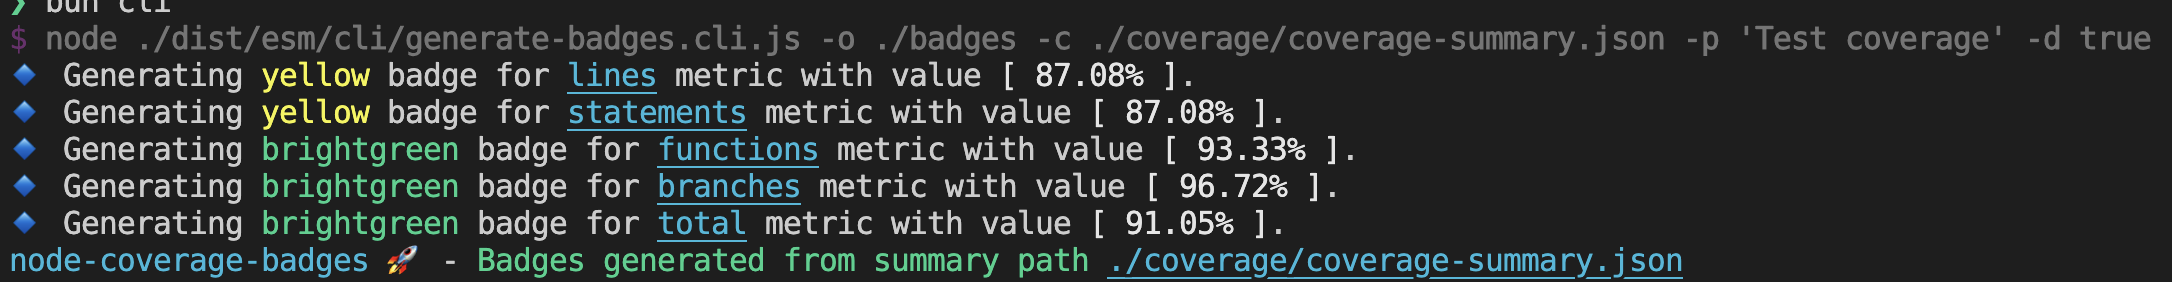 ❯ bun cli
$ node ./dist/esm/cli/generate-badges.cli.js -o ./badges -c ./coverage/coverage-summary.json -p 'Test coverage' -d true
🔹 Generating yellow badge for lines metric with value [ 87.08% ].
🔹 Generating yellow badge for statements metric with value [ 87.08% ].
🔹 Generating brightgreen badge for functions metric with value [ 93.33% ].
🔹 Generating brightgreen badge for branches metric with value [ 96.72% ].
🔹 Generating brightgreen badge for total metric with value [ 91.05% ].
node-coverage-badges 🚀 - Badges generated from summary path ./coverage/coverage-summary.json